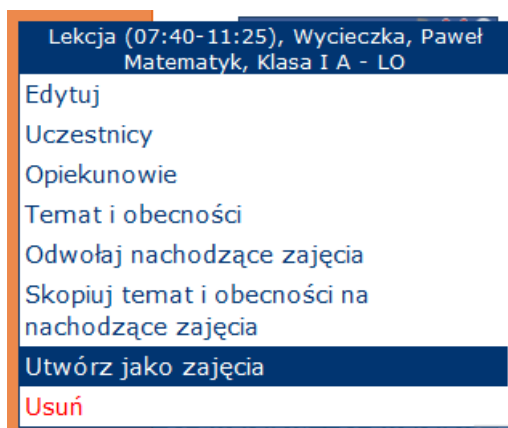 Lekcja (07:40-11:25), Wycieczka, Paweł
Matematyk, Klasa I A - LO
Edytuj
Uczestnicy
Opiekunowie
Temat i obecności
Odwołaj nachodzące zajęcia
Skopiuj temat i obecności na
nachodzące zajęcia
Utwórz jako zajęcia
Usuń